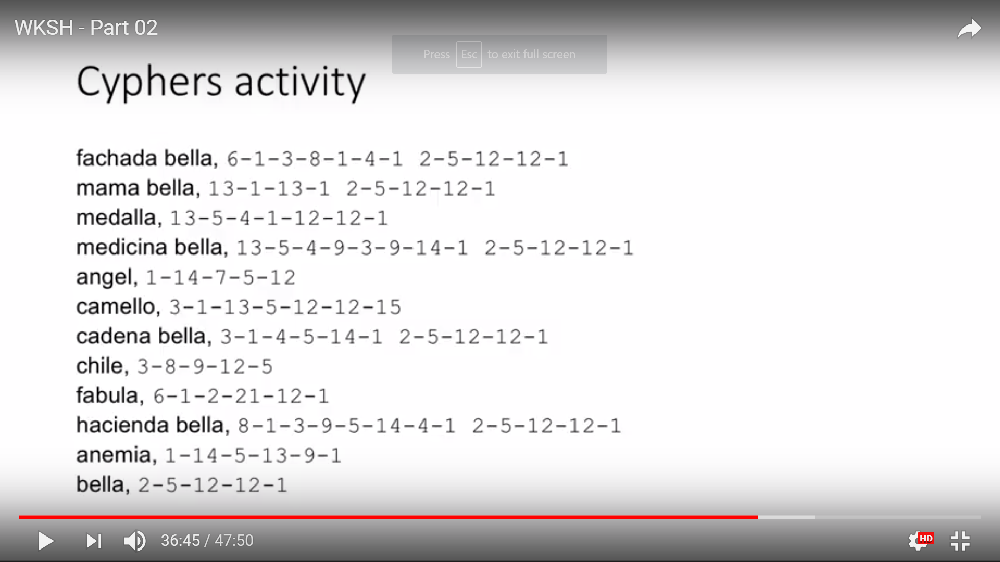 WKSH - Part 02
Press Esc to exit full screen
Cyphers activity
fachada bella, 6-1-3-8-1-4-1 2-5-12-12-1
mama bella, 13-1-13-1 2-5-12-12-1
medalla, 13-5-4-1-12-12-1
medicina bella, 13-5-4-9-3-9-14-1 2-5-12-12-1
angel, 1-14-7-5-12
camello, 3-1-13-5-12-12-15
cadena bella, 3-1-4-5-14-1 2-5-12-12-1
chile, 3-8-9-12-5
fabula, 6-1-2-21-12-1
hacienda bella, 8-1-3-9-5-14-4-1 2-5-12-12-1
anemia, 1-14-5-13-9-1
bella, 2-5-12-12-1
36:45 / 47:50
HD